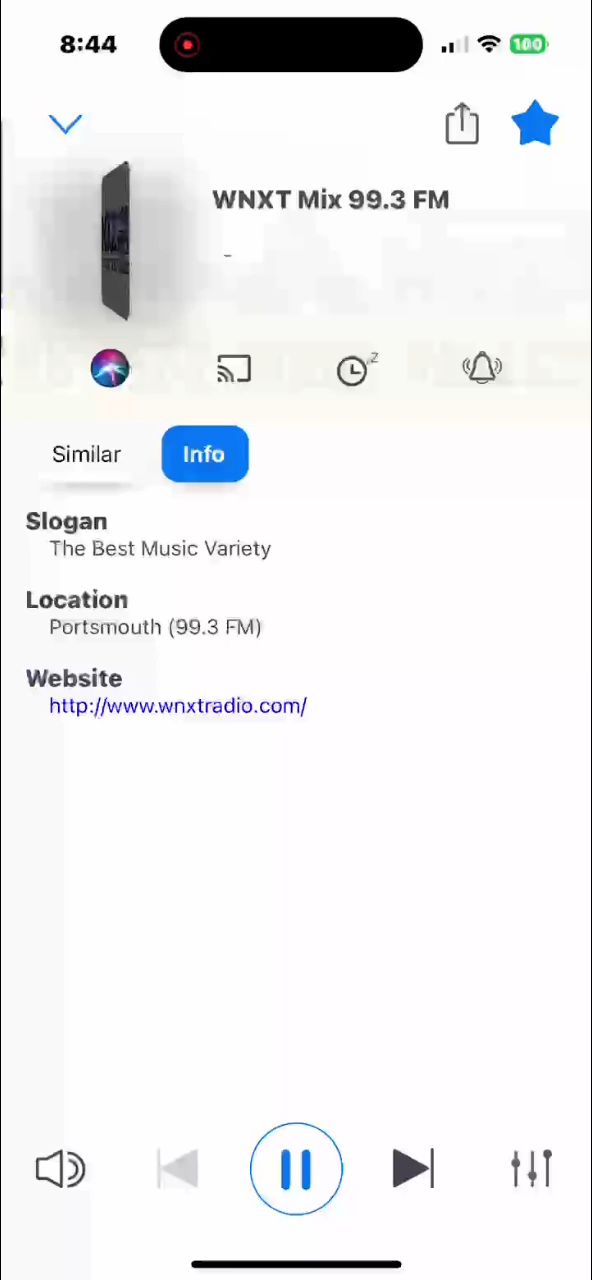 8:44
100
WNXT Mix 99.3 FM
-
z
Similar
Info
Slogan
The Best Music Variety
Location
Portsmouth (99.3 FM)
Website
http://www.wnxtradio.com/